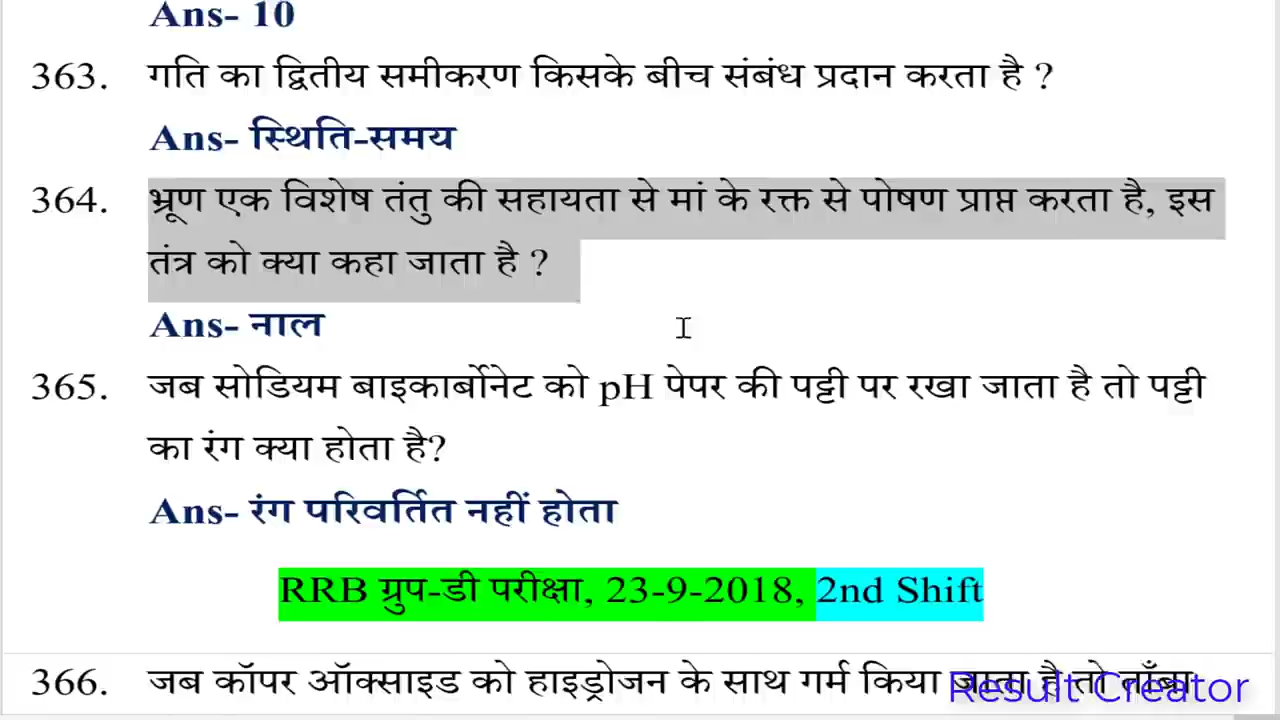 Ans- 10
363. गति का द्वितीय समीकरण किसके बीच संबंध प्रदान करता है ?
Ans- स्थिति-समय
364. भ्रूण एक विशेष तंतु की सहायता से मां के रक्त से पोषण प्राप्त करता है, इस
तंत्र को क्या कहा जाता है ?
Ans- नाल
365. जब सोडियम बाइकार्बोनेट को pH पेपर की पट्टी पर रखा जाता है तो पट्टी
का रंग क्या होता है?
Ans- रंग परिवर्तित नहीं होता
RRB ग्रुप-डी परीक्षा, 23-9-2018, 2nd Shift
366. जब कॉपर ऑक्साइड को हाइड्रोजन के साथ गर्म किया जाता है तो ताँबा
Result Creator